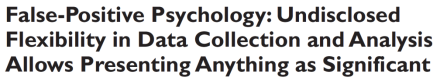 False-Positive Psychology: Undisclosed
Flexibility in Data Collection and Analysis
Allows Presenting Anything as Significant